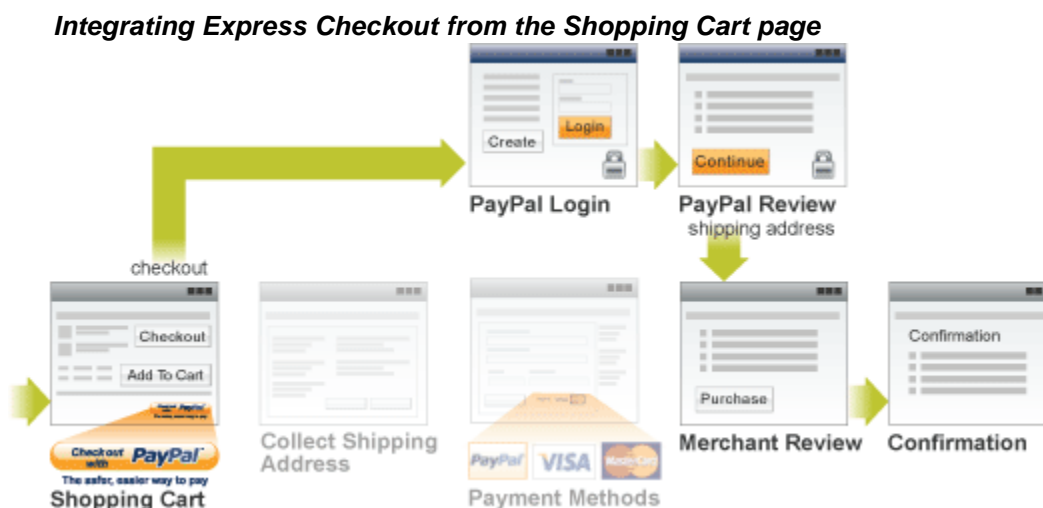 Integrating Express Checkout from the Shopping Cart page
Create
Login
Continue
PayPal Login
PayPal Review
shipping address
checkout
Checkout
Add To Cart
Checkout
with
PayPal
The safer, easier way to pay
Shopping Cart
Collect Shipping
Address
PayPal
VISA
MasterCard
Payment Methods
Purchase
Merchant Review
Confirmation
Confirmation